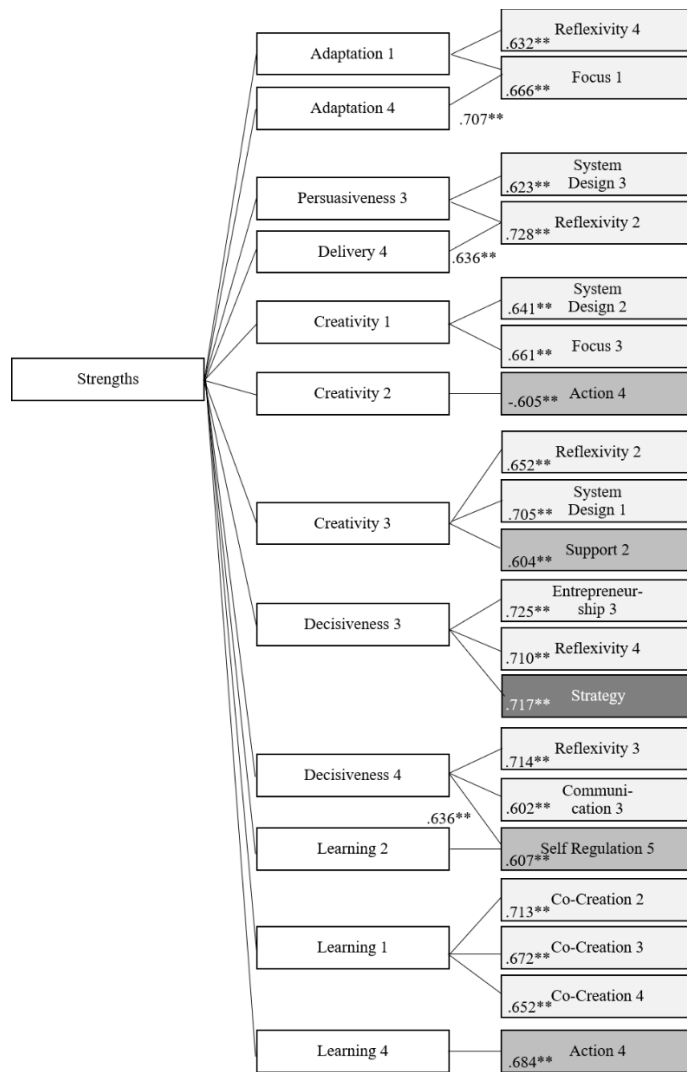 Adaptation 1
Reflexivity 4
.632**
Focus 1
.666**
Adaptation 4
.707**
Persuasiveness 3
System
Design 3
.623**
Reflexivity 2
.728**
Delivery 4
.636**
Creativity 1
System
Design 2
.641**
Focus 3
.661**
Strengths
Creativity 2
Action 4
-.605**
Creativity 3
Reflexivity 2
.652**
System
Design 1
.705**
Support 2
.604**
Decisiveness 3
Entrepreneur-
ship 3
.725**
Reflexivity 4
.710**
Strategy
.717**
Decisiveness 4
Reflexivity 3
.714**
Communi-
cation 3
.602**
.636**
Learning 2
Self Regulation 5
.607**
Learning 1
Co-Creation 2
.713**
Co-Creation 3
.672**
Co-Creation 4
.652**
Learning 4
Action 4
.684**